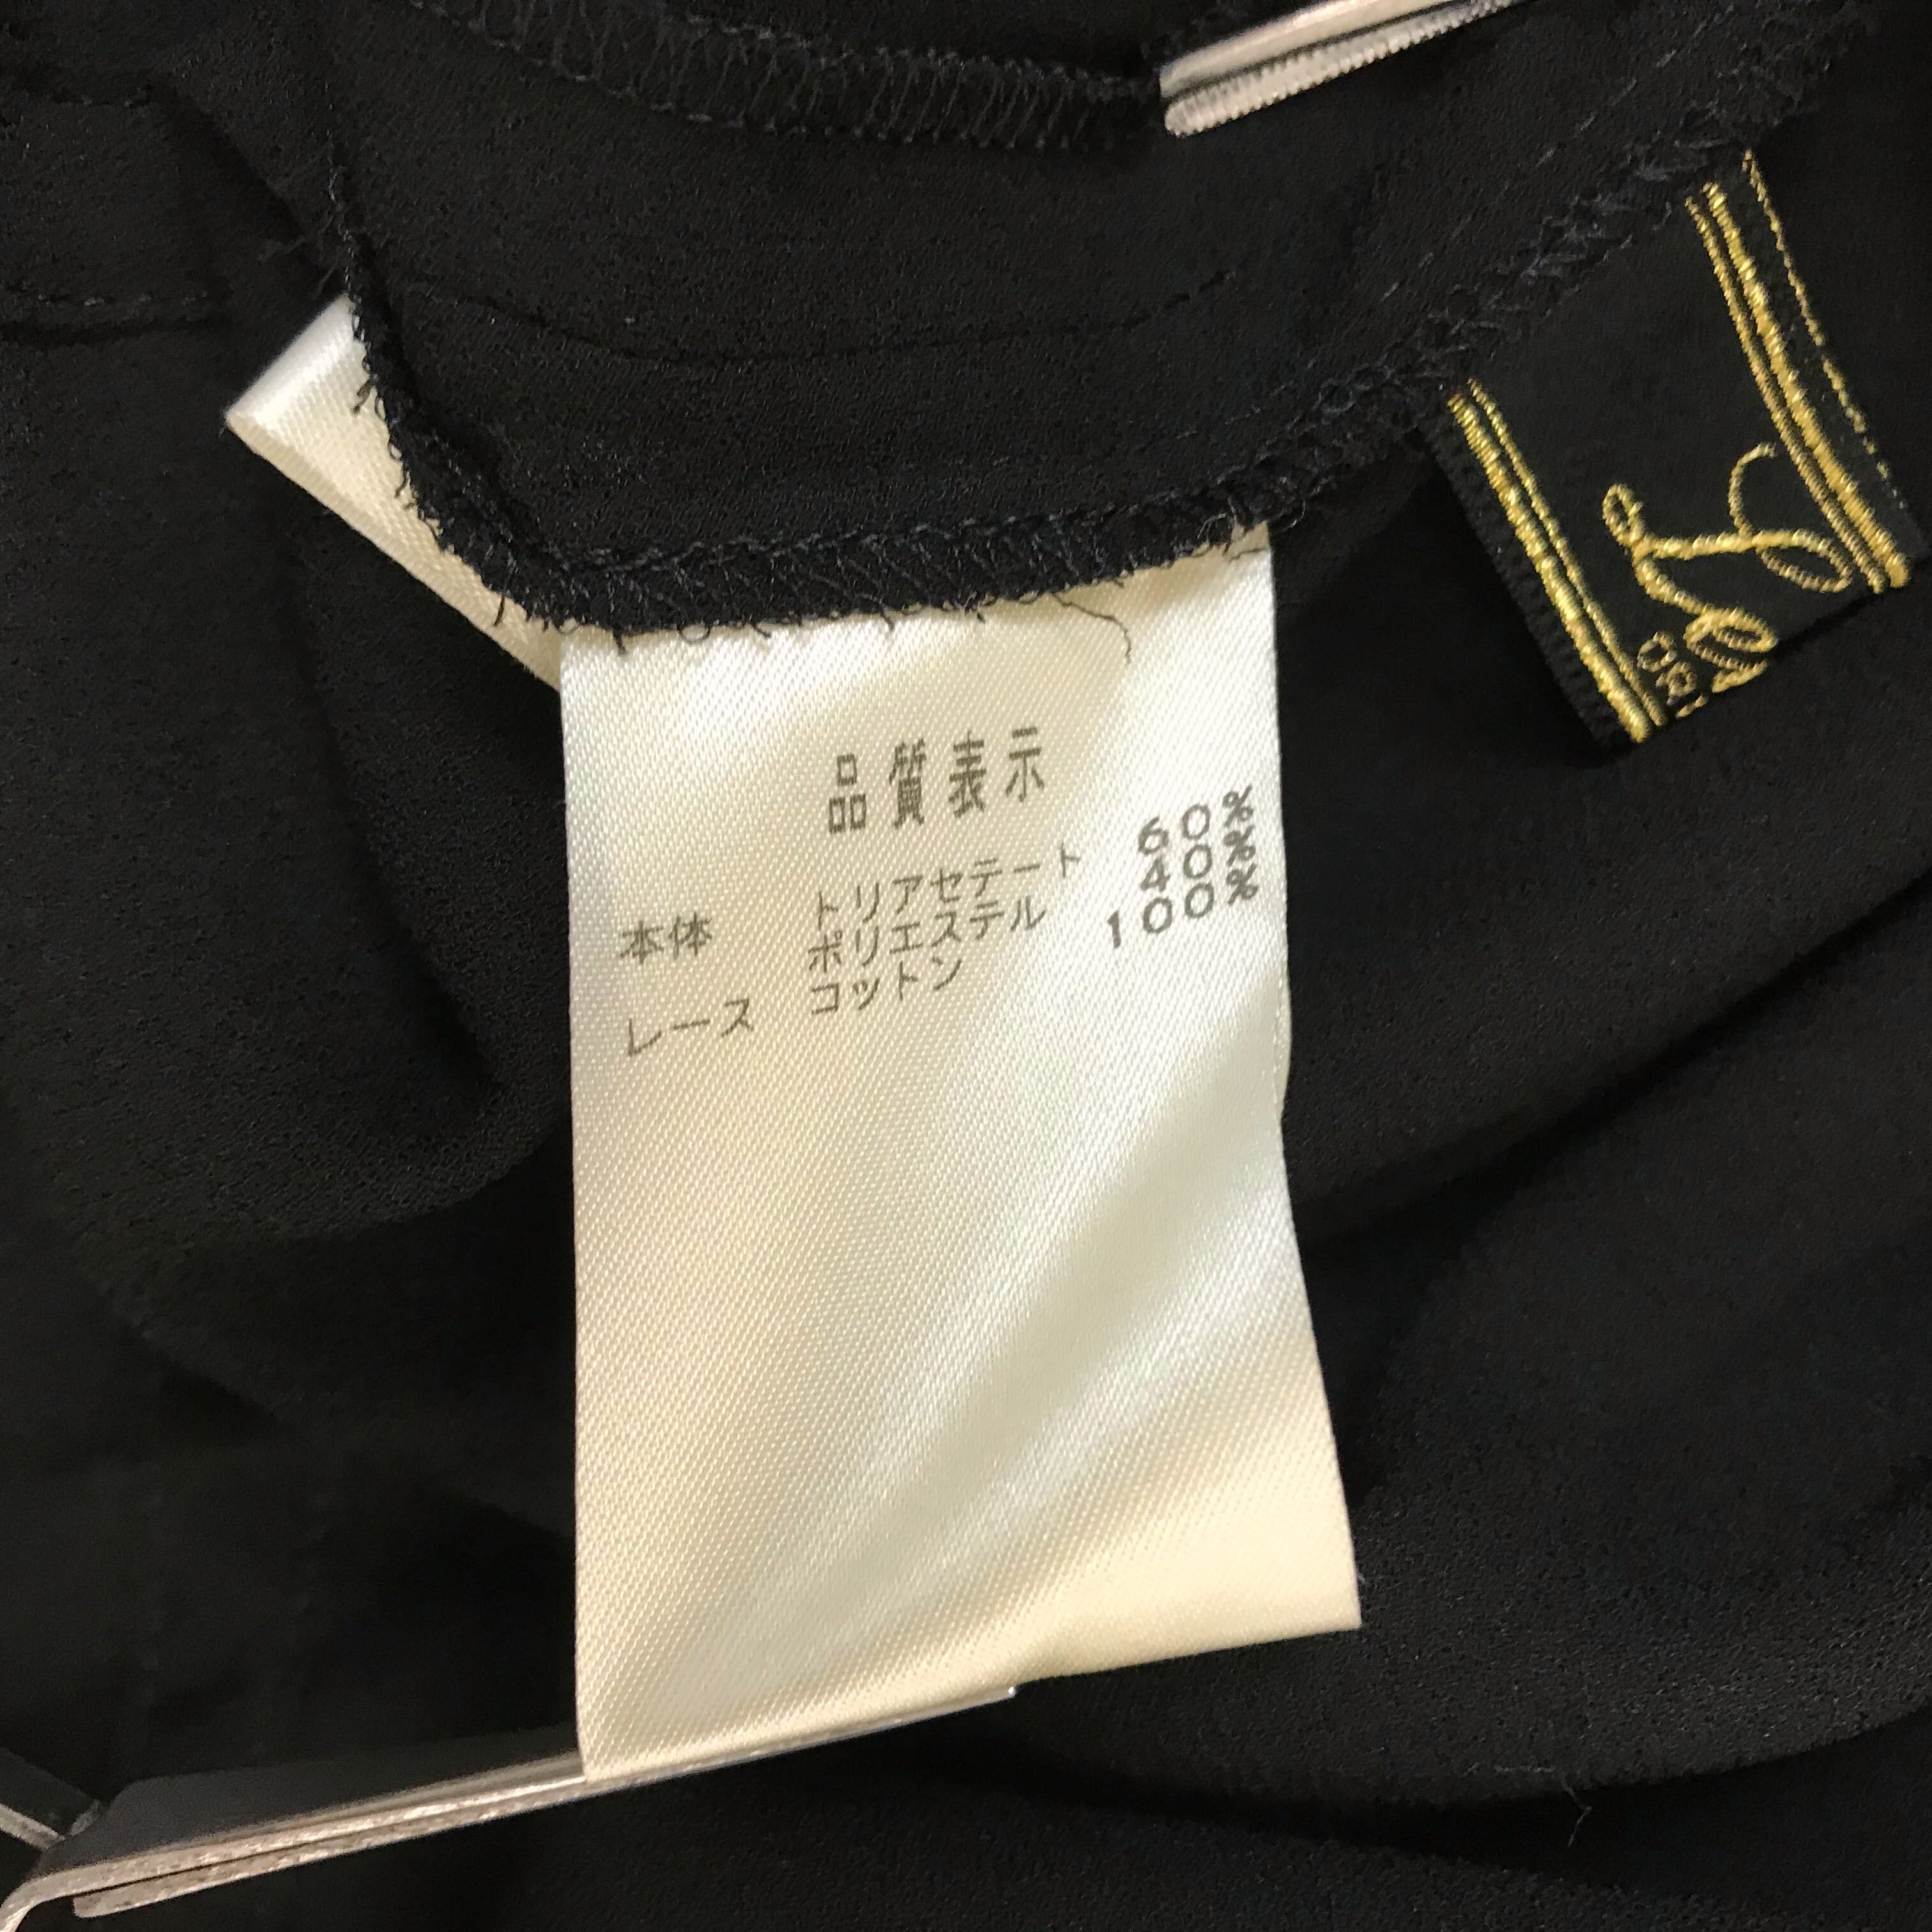 品質表示
本体 トリアセテート 60%
ポリエステル 40%
レース コットン 100%